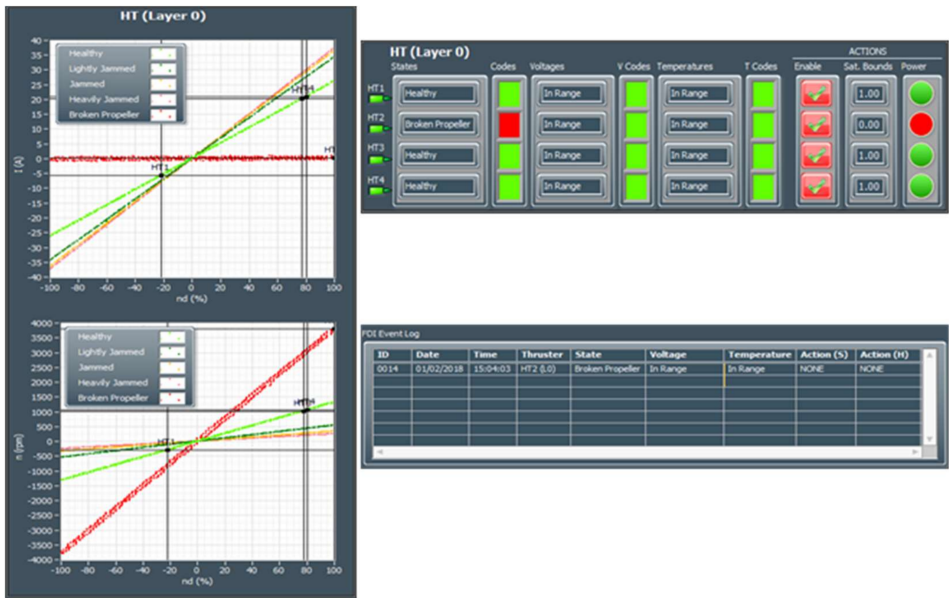 HT (Layer 0)
40
35
30
25
20
15
10
5
0
-5
-10
-15
-20
-25
-30
-35
-40
I (A)
Healthy
Lightly Jammed
Jammed
Heavily Jammed
Broken Propeller
HT1
-100 -80 -60 -40 -20 0 20 40 60 80 100
nd (%)
4000
3500
3000
2500
2000
1500
1000
500
0
-500
-1000
-1500
-2000
-2500
-3000
-3500
-4000
n (rpm)
Healthy
Lightly Jammed
Jammed
Heavily Jammed
Broken Propeller
HT1
-100 -80 -60 -40 -20 0 20 40 60 80 100
nd (%)
HT (Layer 0)
ACTIONS
States Codes Voltages V Codes Temperatures T Codes Enable Sat. Bounds Power
HT1 Healthy In Range In Range 1.00
HT2 Broken Propeller In Range In Range 0.00
HT3 Healthy In Range In Range 1.00
HT4 Healthy In Range In Range 1.00
FDI Event Log
ID Date Time Thruster State Voltage Temperature Action (S) Action (H)
0014 01/02/2018 15:04:03 HT2 (L0) Broken Propeller In Range In Range NONE NONE